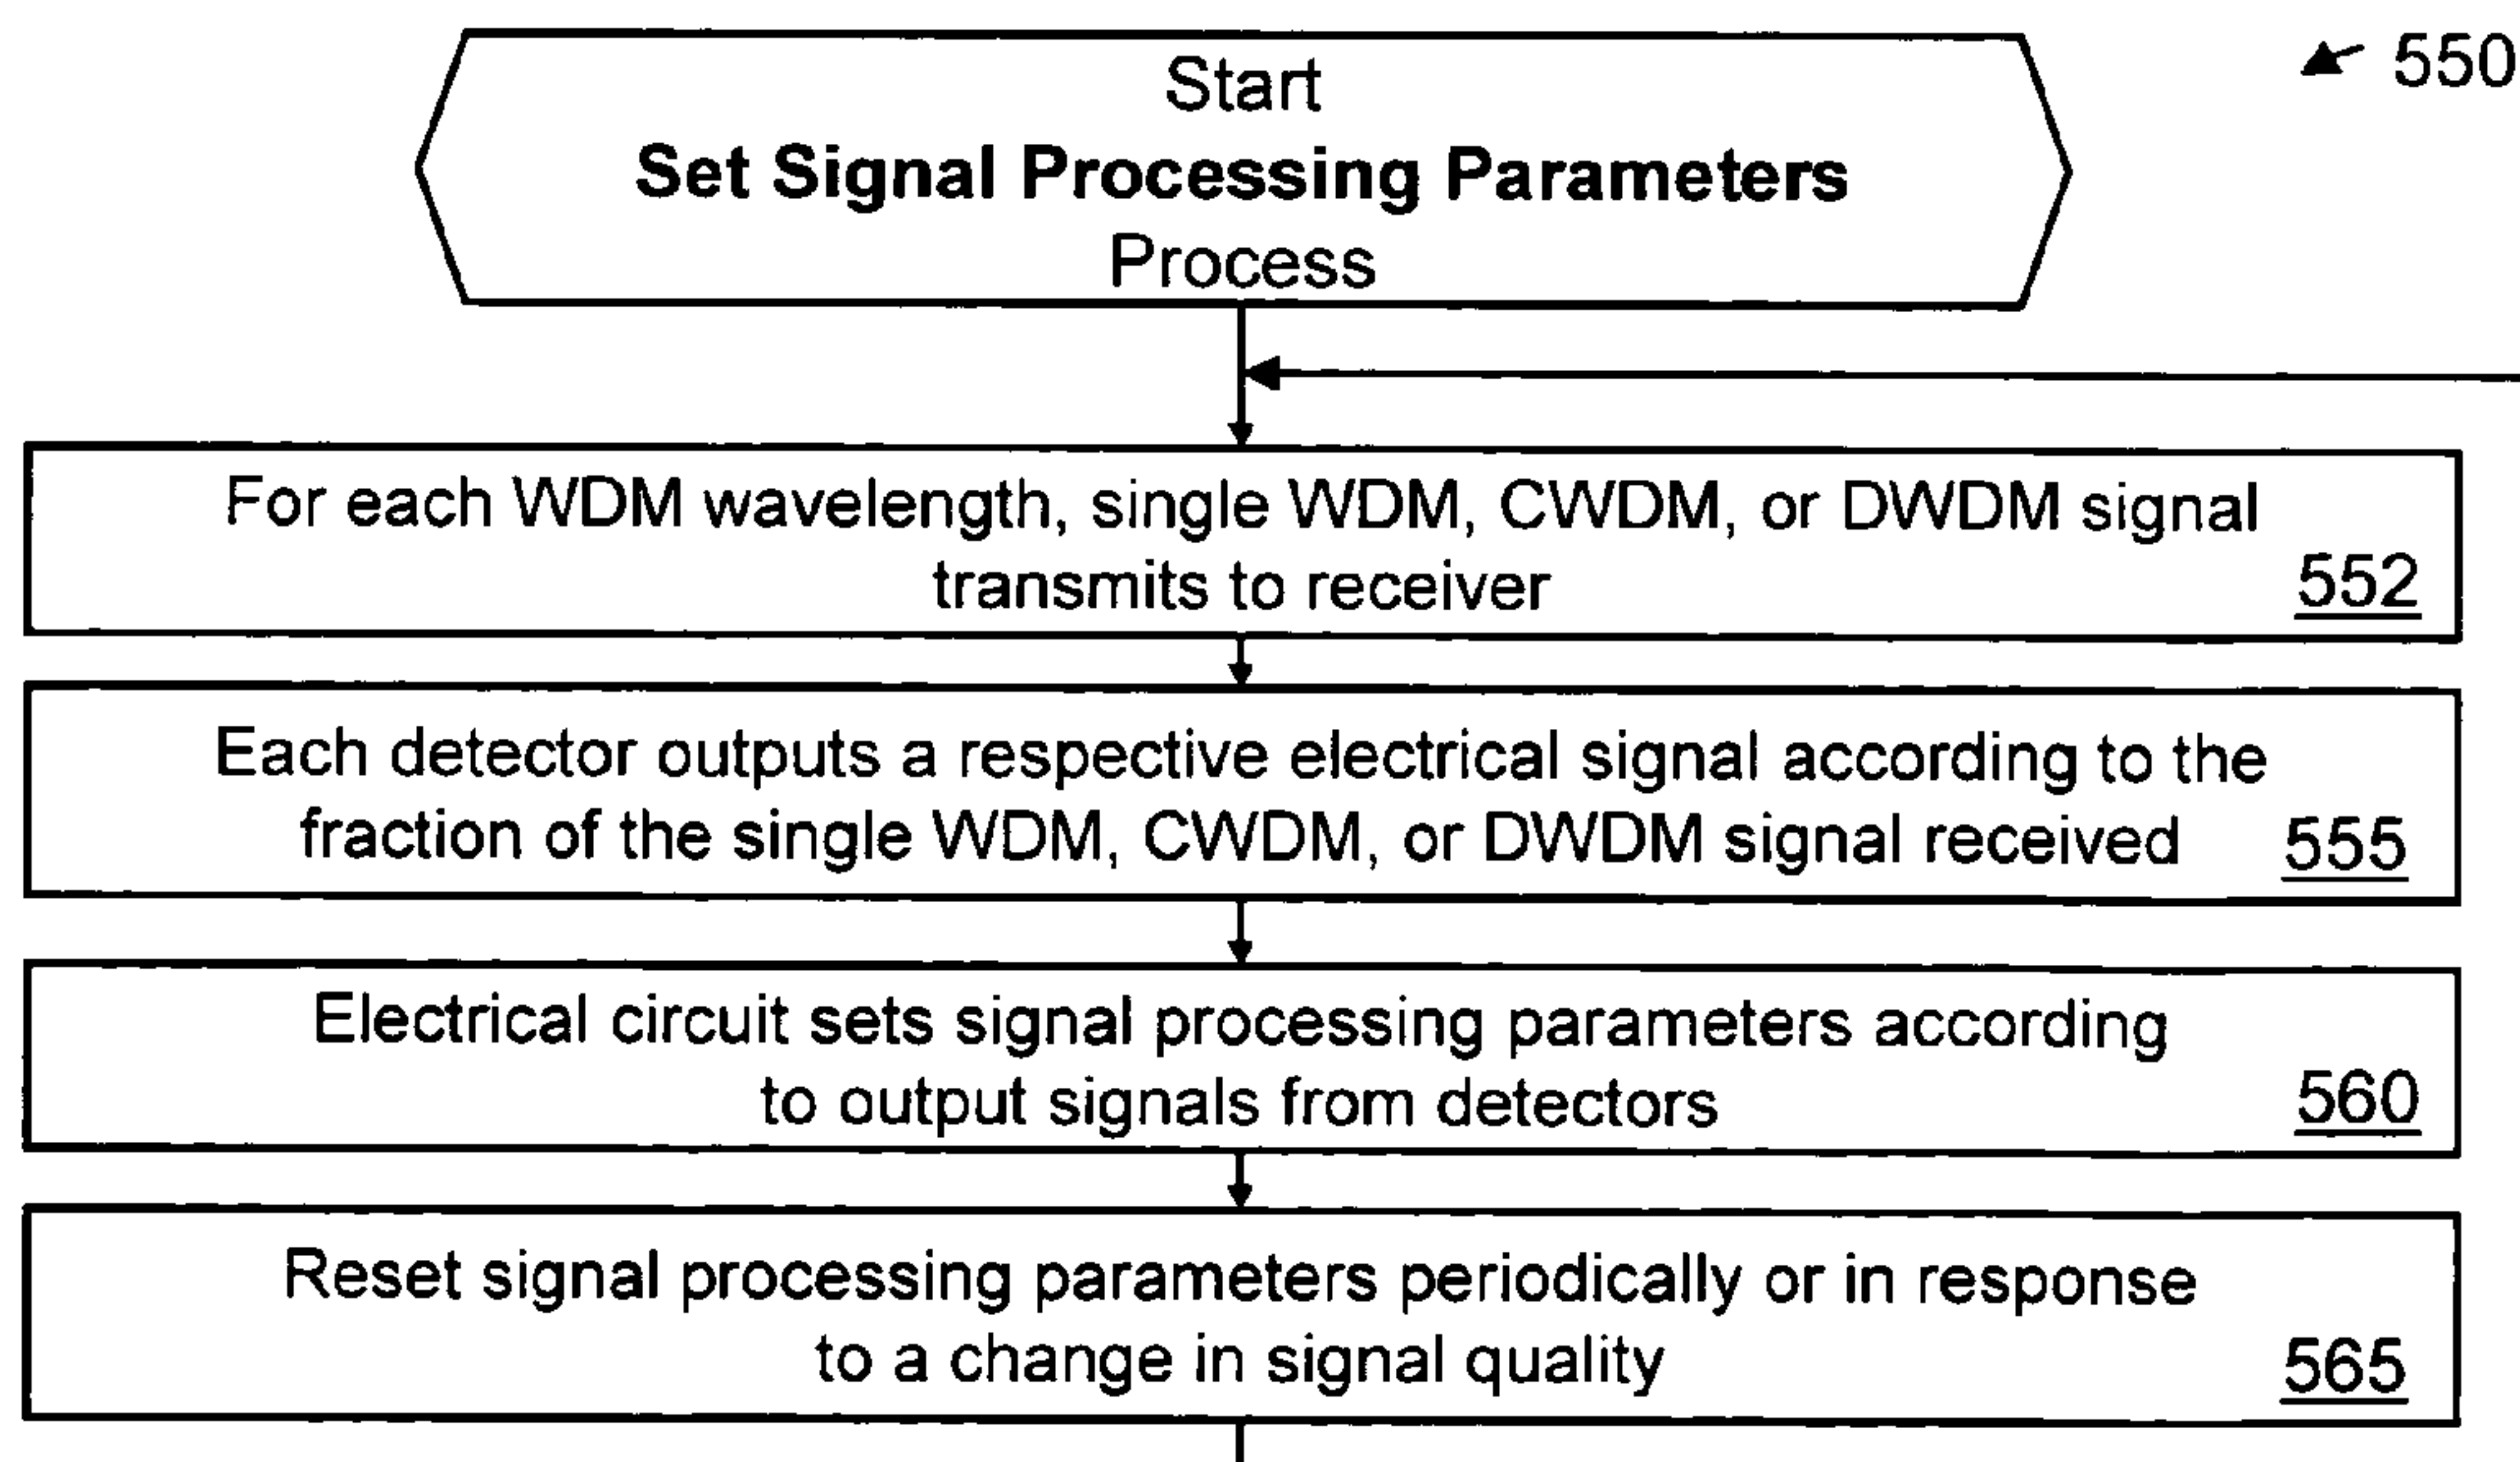 Start
550
Set Signal Processing Parameters
Process
For each WDM wavelength, single WDM, CWDM, or DWDM signal
transmits to receiver
552
Each detector outputs a respective electrical signal according to the
fraction of the single WDM, CWDM, or DWDM signal received
555
Electrical circuit sets signal processing parameters according
to output signals from detectors
560
Reset signal processing parameters periodically or in response
to a change in signal quality
565